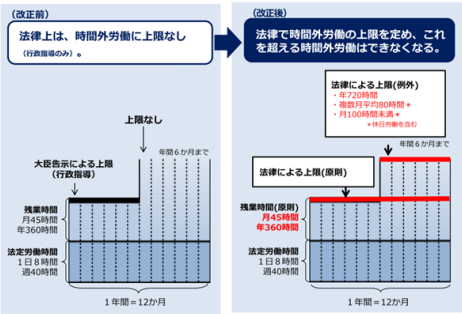 （改正前）
法律上は、時間外労働に上限なし
（行政指導のみ）。
上限なし
年間６か月まで
大臣告示による上限
（行政指導）
残業時間
月45時間
年360時間
法定労働時間
１日８時間
週40時間
１年間＝12か月
（改正後）
法律で時間外労働の上限を定め、これ
を超える時間外労働はできなくなる。
法律による上限(例外)
・年720時間
・複数月平均80時間＊
・月100時間未満＊
＊休日労働を含む
年間６か月まで
法律による上限(原則)
残業時間(原則)
月45時間
年360時間
法定労働時間
１日８時間
週40時間
１年間＝12か月